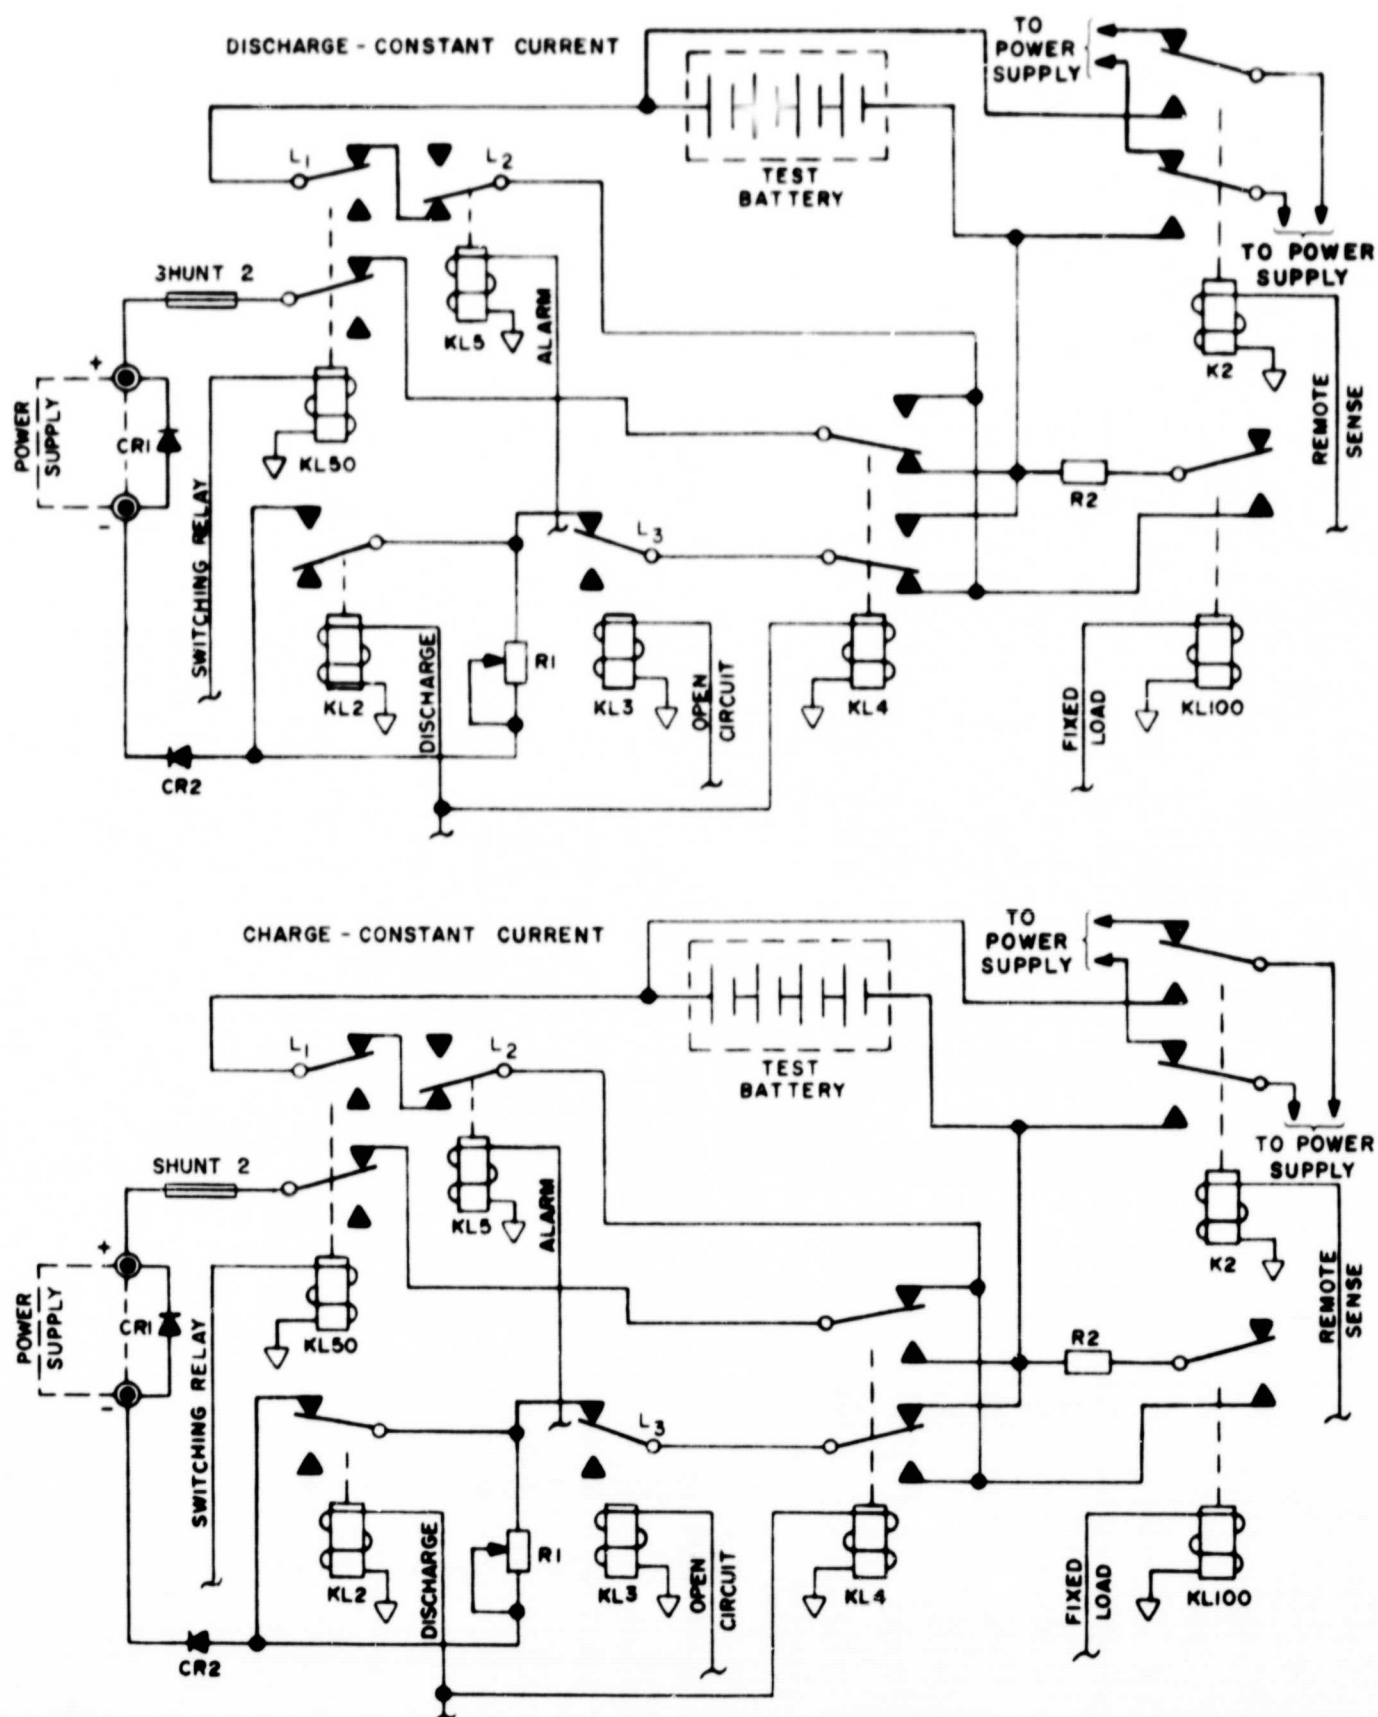 DISCHARGE - CONSTANT CURRENT
TO
POWER
SUPPLY
TEST
BATTERY
L1
L2
TO POWER
SUPPLY
3HUNT 2
KL5
ALARM
K2
REMOTE
SENSE
+
POWER
SUPPLY
CR1
-
KL50
SWITCHING RELAY
R2
L3
KL2
DISCHARGE
R1
KL3
OPEN
CIRCUIT
KL4
FIXED
LOAD
KL100
CR2
CHARGE - CONSTANT CURRENT
TO
POWER
SUPPLY
TEST
BATTERY
L1
L2
TO POWER
SUPPLY
SHUNT 2
KL5
ALARM
K2
REMOTE
SENSE
+
POWER
SUPPLY
CR1
-
KL50
SWITCHING RELAY
R2
L3
KL2
DISCHARGE
R1
KL3
OPEN
CIRCUIT
KL4
FIXED
LOAD
KL100
CR2